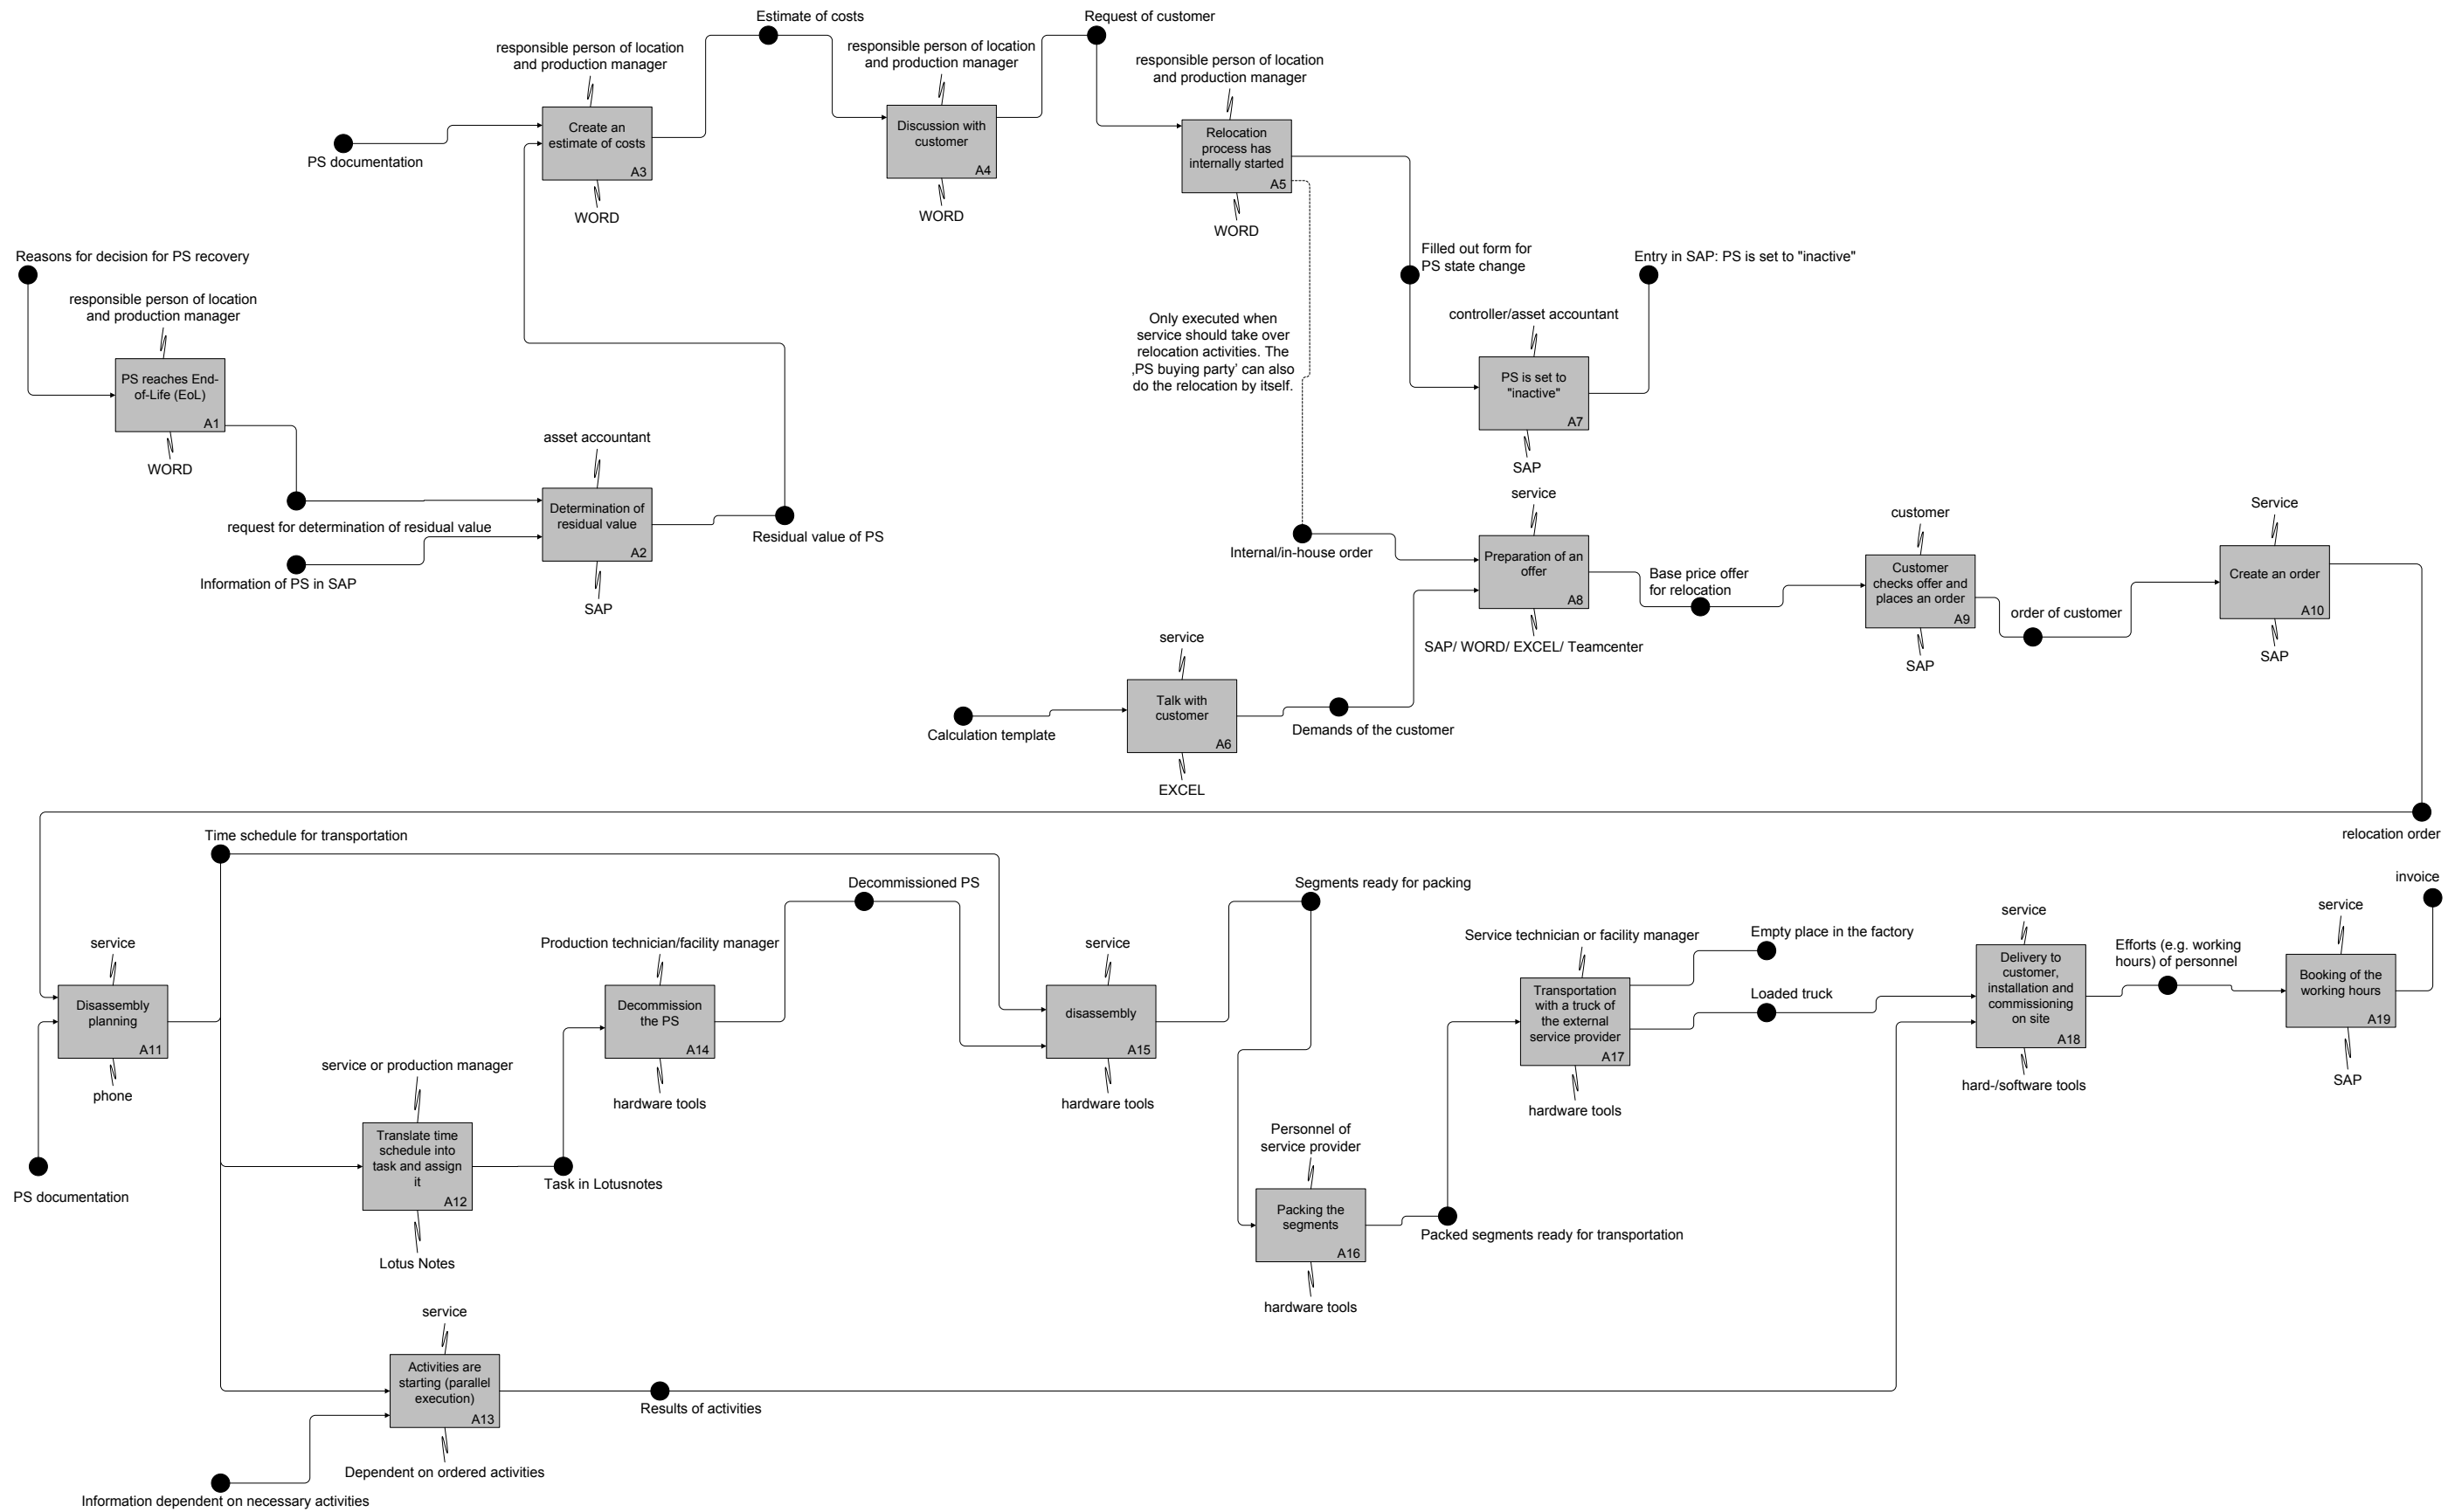 Estimate of costs
Request of customer
responsible person of location
and production manager
responsible person of location
and production manager
responsible person of location
and production manager
Create an
estimate of costs
A3
WORD
PS documentation
Discussion with
customer
A4
WORD
Relocation
process has
internally started
A5
WORD
Reasons for decision for PS recovery
responsible person of location
and production manager
PS reaches End-
of-Life (EoL)
A1
WORD
Filled out form for
PS state change
Entry in SAP: PS is set to "inactive"
Only executed when
service should take over
relocation activities. The
‚PS buying party' can also
do the relocation by itself.
controller/asset accountant
PS is set to
"inactive"
A7
SAP
asset accountant
Determination of
residual value
A2
SAP
request for determination of residual value
Information of PS in SAP
Residual value of PS
Internal/in-house order
service
Preparation of an
offer
A8
SAP/ WORD/ EXCEL/ Teamcenter
Base price offer
for relocation
customer
Customer
checks offer and
places an order
A9
SAP
order of customer
Service
Create an order
A10
SAP
service
Talk with
customer
A6
EXCEL
Calculation template
Demands of the customer
relocation order
Time schedule for transportation
Decommissioned PS
Segments ready for packing
invoice
service
Disassembly
planning
A11
phone
PS documentation
service or production manager
Translate time
schedule into
task and assign
it
A12
Lotus Notes
Task in Lotusnotes
Production technician/facility manager
Decommission
the PS
A14
hardware tools
service
disassembly
A15
hardware tools
Personnel of
service provider
Packing the
segments
A16
hardware tools
Packed segments ready for transportation
Service technician or facility manager
Transportation
with a truck of
the external
service provider
A17
hardware tools
Empty place in the factory
Loaded truck
service
Delivery to
customer,
installation and
commissioning
on site
A18
hard-/software tools
Efforts (e.g. working
hours) of personnel
service
Booking of the
working hours
A19
SAP
service
Activities are
starting (parallel
execution)
A13
Dependent on ordered activities
Results of activities
Information dependent on necessary activities